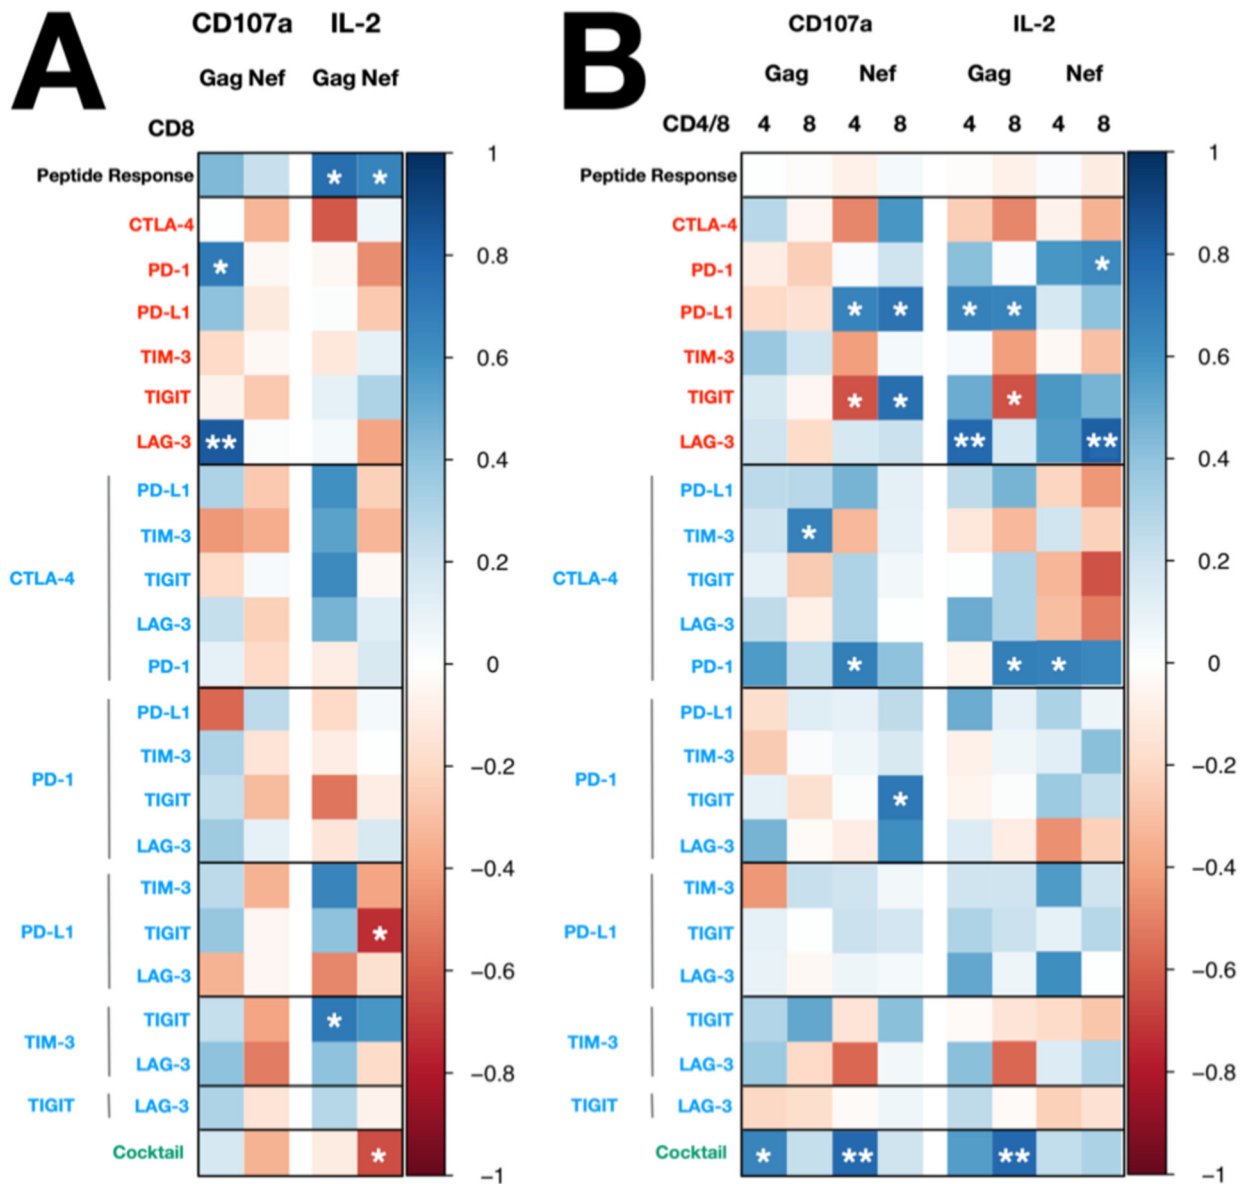 A
CD107a IL-2
Gag Nef Gag Nef
CD8
Peptide Response * *
CTLA-4
PD-1 *
PD-L1
TIM-3
TIGIT
LAG-3 **
CTLA-4
PD-L1
TIM-3
TIGIT
LAG-3
PD-1
PD-1
PD-L1
TIM-3
TIGIT
LAG-3
PD-L1
TIM-3
TIGIT *
LAG-3
TIM-3
TIGIT *
LAG-3
TIGIT LAG-3
Cocktail *
1
0.8
0.6
0.4
0.2
0
−0.2
−0.4
−0.6
−0.8
−1
B
CD107a IL-2
Gag Nef Gag Nef
CD4/8 4 8 4 8 4 8 4 8
Peptide Response
CTLA-4
PD-1 *
PD-L1 * * * *
TIM-3
TIGIT * * *
LAG-3 ** **
CTLA-4
PD-L1
TIM-3 *
TIGIT
LAG-3
PD-1 * * *
PD-1
PD-L1
TIM-3
TIGIT *
LAG-3
PD-L1
TIM-3
TIGIT
LAG-3
TIM-3
TIGIT
LAG-3
TIGIT LAG-3
Cocktail * ** **
1
0.8
0.6
0.4
0.2
0
−0.2
−0.4
−0.6
−0.8
−1